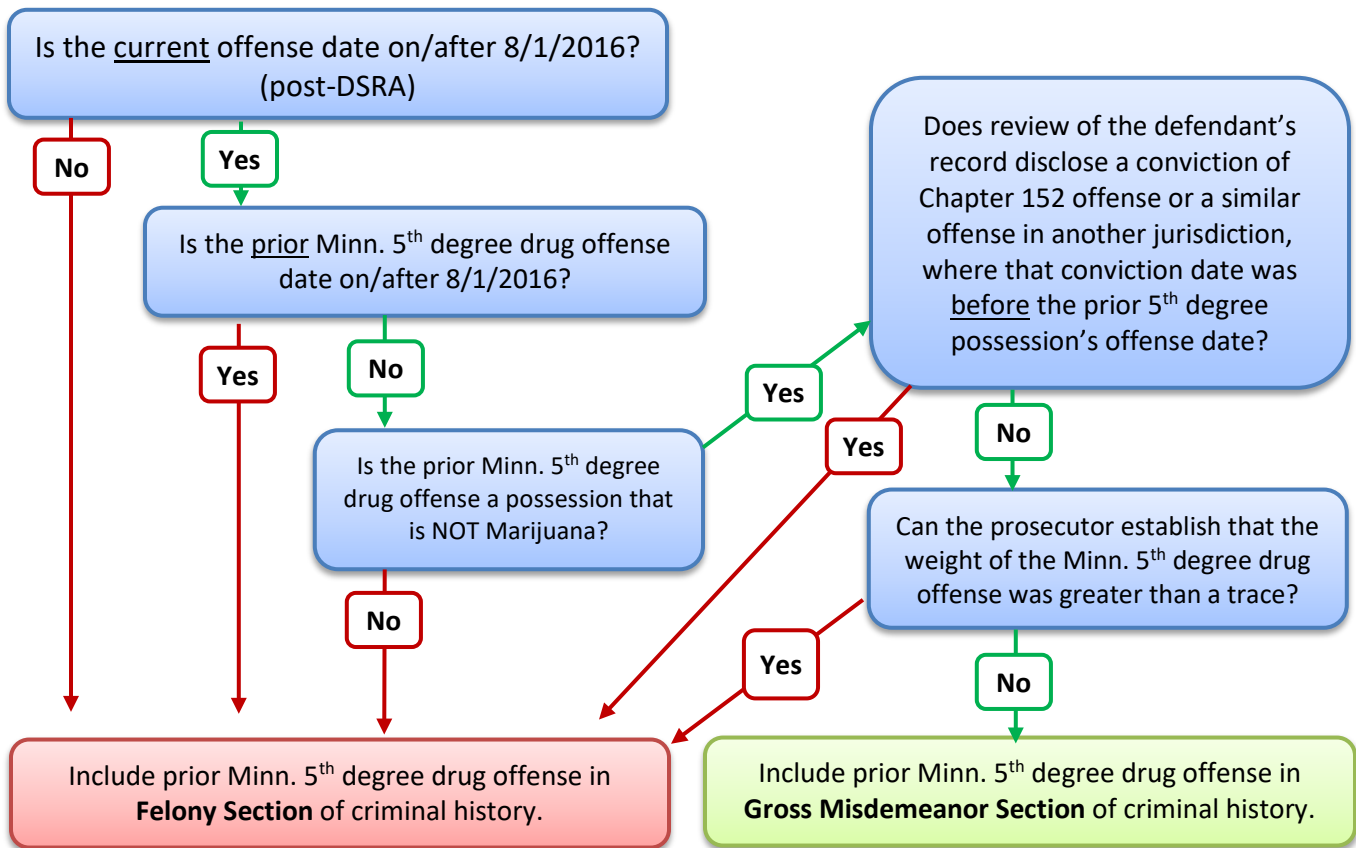 Is the current offense date on/after 8/1/2016?
(post-DSRA)
No
Yes
Is the prior Minn. 5th degree drug offense
date on/after 8/1/2016?
Yes
No
Is the prior Minn. 5th degree
drug offense a possession that
is NOT Marijuana?
No
Yes
Does review of the defendant’s
record disclose a conviction of
Chapter 152 offense or a similar
offense in another jurisdiction,
where that conviction date was
before the prior 5th degree
possession’s offense date?
Yes
No
Can the prosecutor establish that the
weight of the Minn. 5th degree drug
offense was greater than a trace?
Yes
No
Include prior Minn. 5th degree drug offense in
Felony Section of criminal history.
Include prior Minn. 5th degree drug offense in
Gross Misdemeanor Section of criminal history.